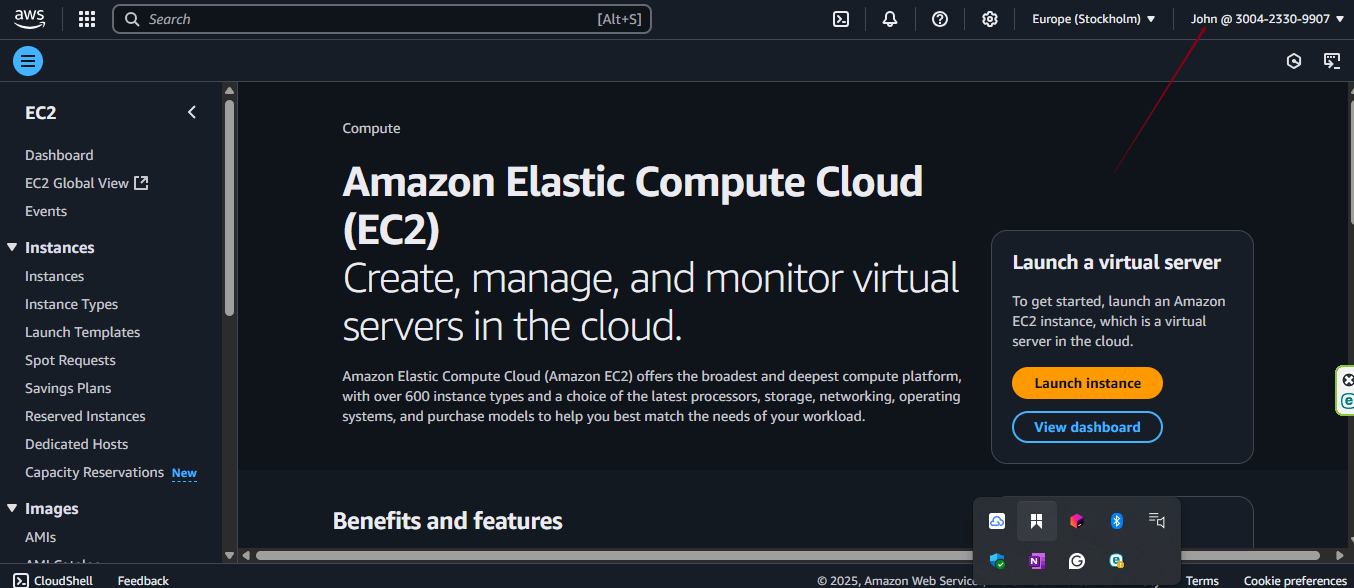 aws
Search [Alt+S]
Europe (Stockholm)
John @ 3004-2330-9907
EC2
Dashboard
EC2 Global View
Events
Instances
Instances
Instance Types
Launch Templates
Spot Requests
Savings Plans
Reserved Instances
Dedicated Hosts
Capacity Reservations New
Images
AMIs
Compute
Amazon Elastic Compute Cloud
(EC2)
Create, manage, and monitor virtual
servers in the cloud.
Amazon Elastic Compute Cloud (Amazon EC2) offers the broadest and deepest compute platform,
with over 600 instance types and a choice of the latest processors, storage, networking, operating
systems, and purchase models to help you best match the needs of your workload.
Launch a virtual server
To get started, launch an Amazon
EC2 instance, which is a virtual
server in the cloud.
Launch instance
View dashboard
Benefits and features
CloudShell
Feedback
© 2025, Amazon Web
Terms
Cookie preferences